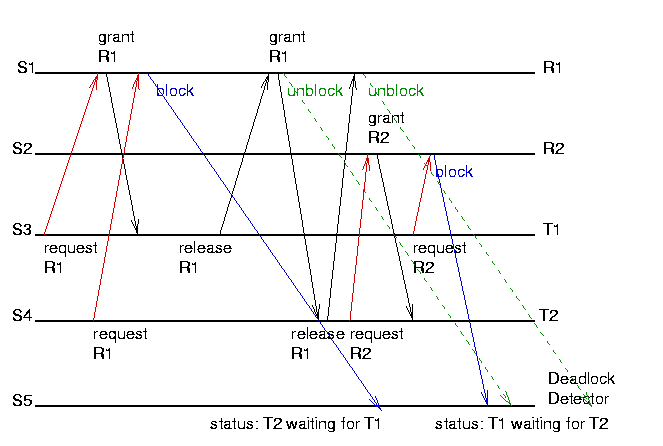 grant
R1
grant
R1
S1
R1
block
unblock
unblock
grant
R2
S2
R2
block
S3
T1
request
R1
release
R1
request
R2
S4
T2
request
R1
release
R1
request
R2
Deadlock
Detector
S5
status: T2 waiting for T1
status: T1 waiting for T2